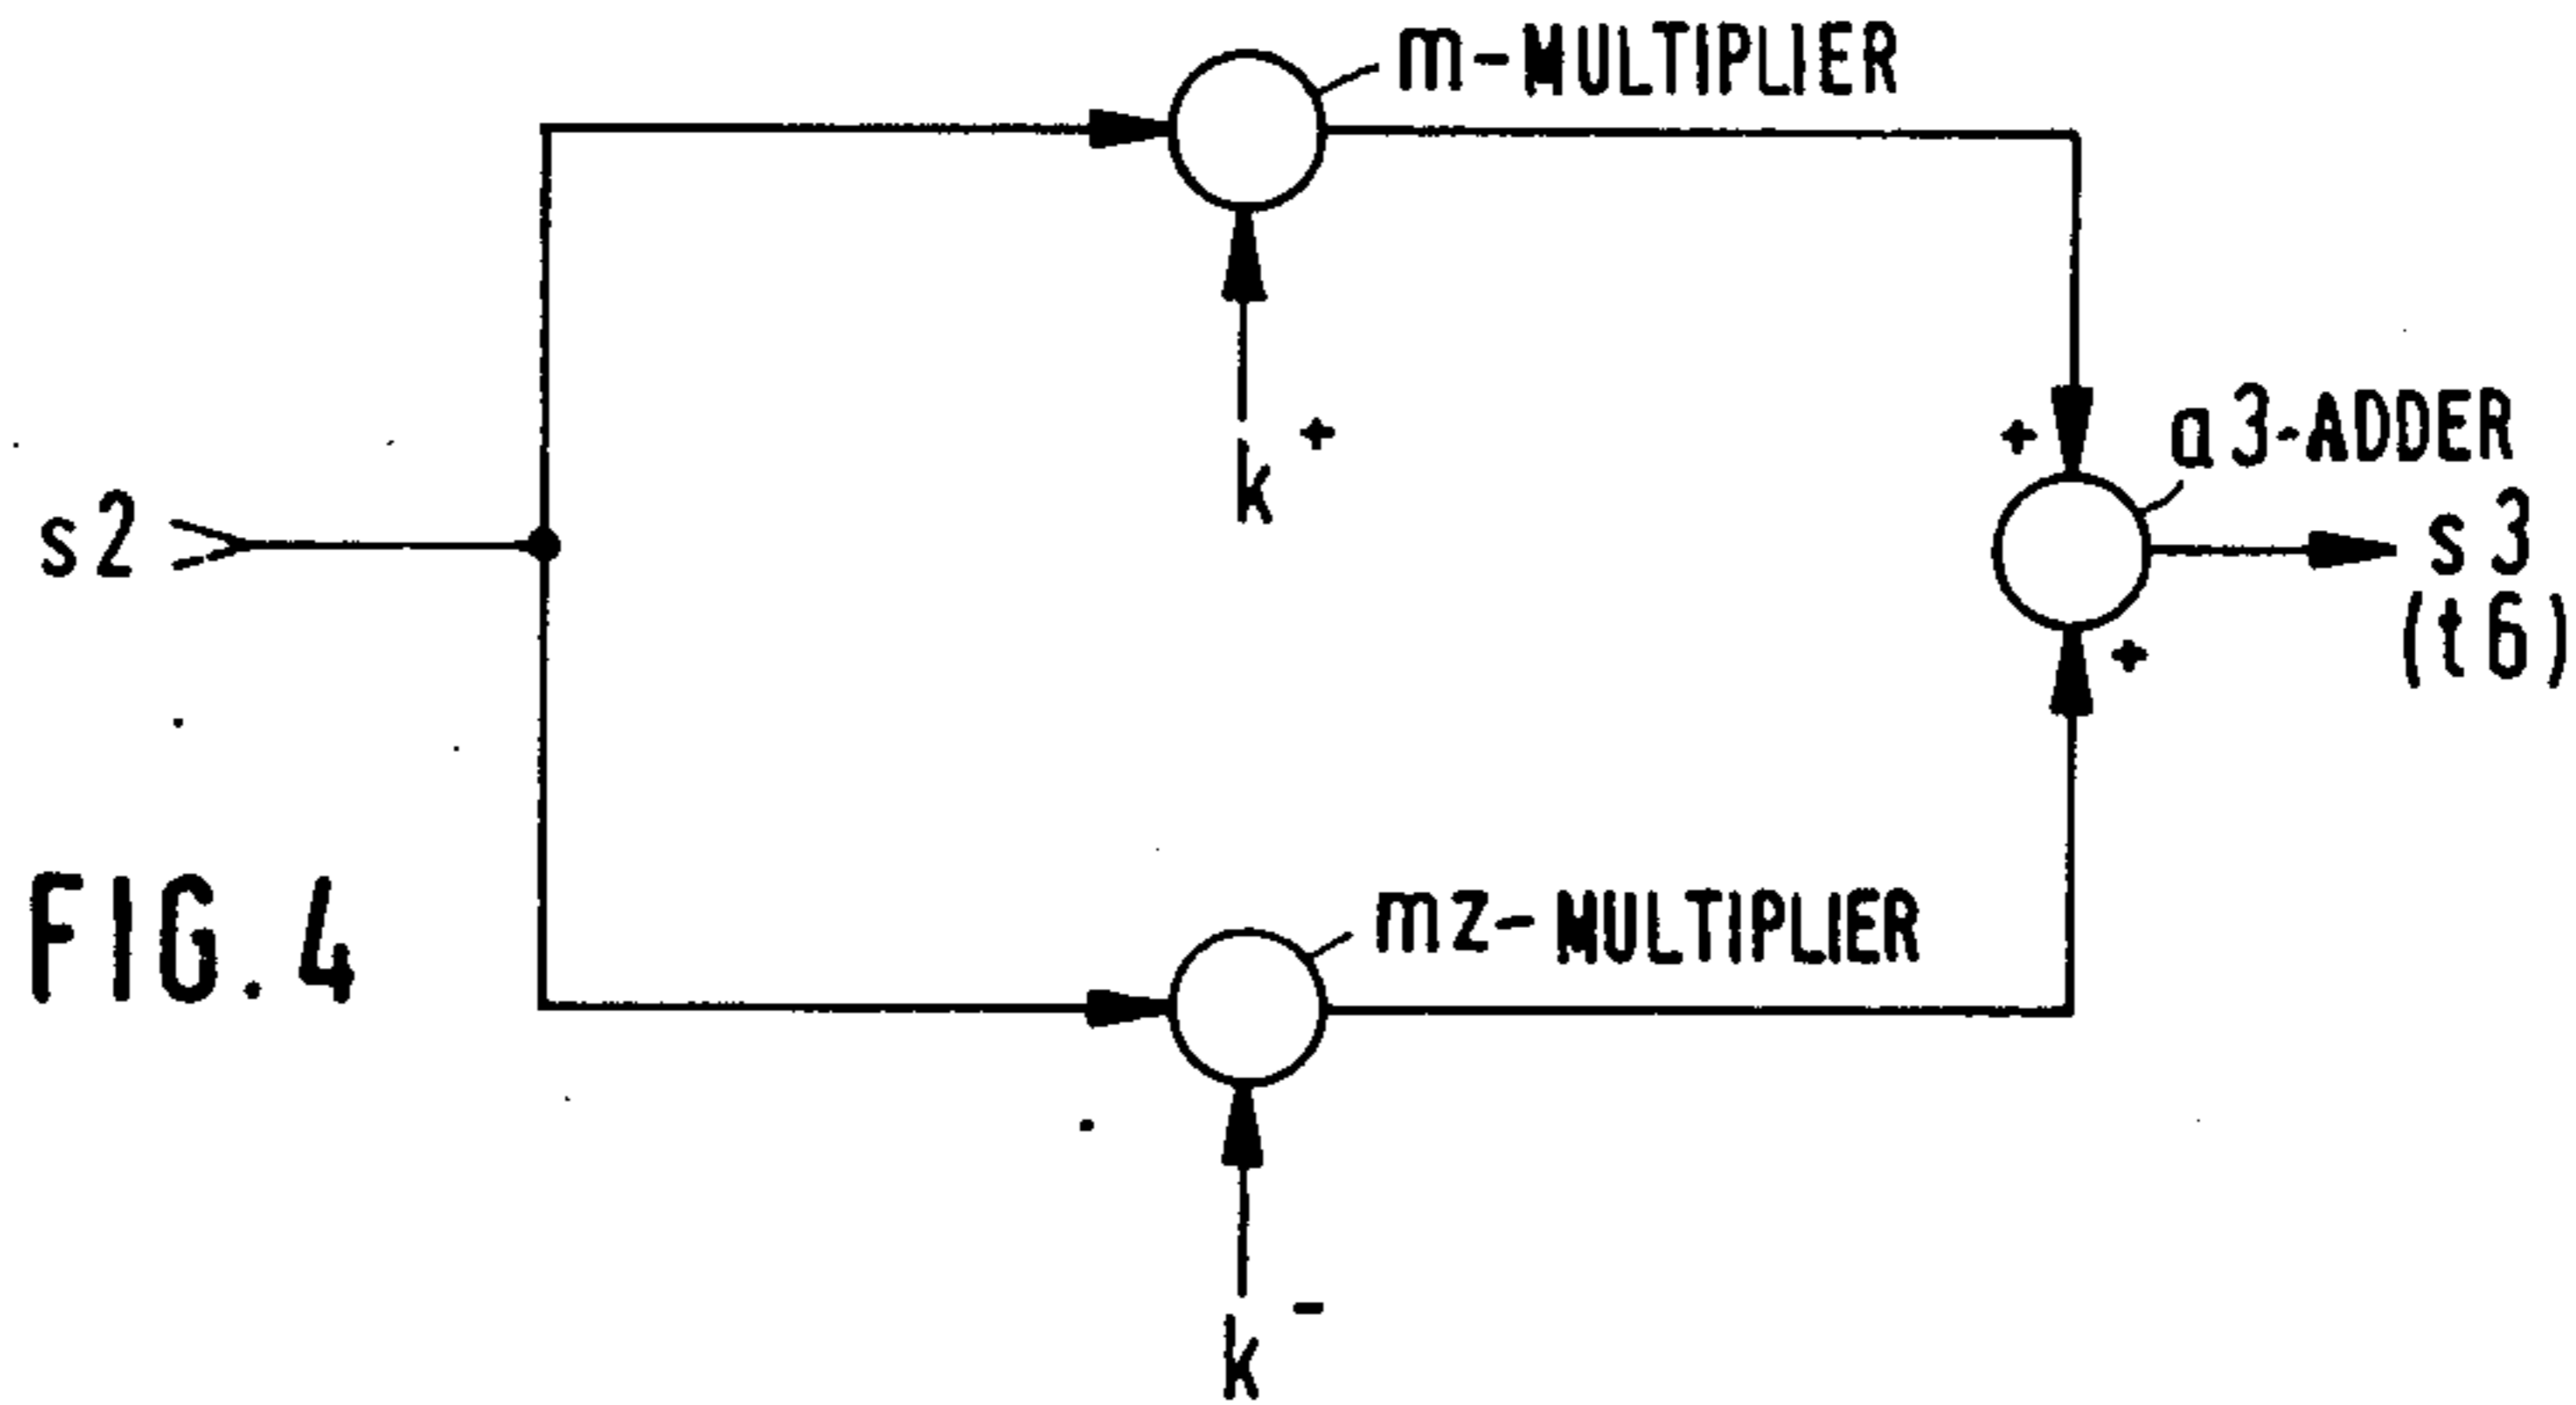 m-MULTIPLIER
k+
+
a3-ADDER
s2
s3
(t6)
+
FIG. 4
mz-MULTIPLIER
k-